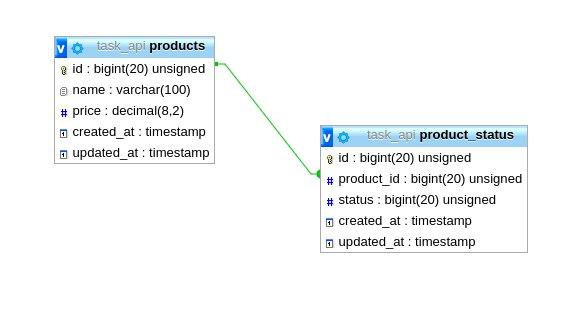 task_api products
id : bigint(20) unsigned
name : varchar(100)
price : decimal(8,2)
created_at : timestamp
updated_at : timestamp
task_api product_status
id : bigint(20) unsigned
product_id : bigint(20) unsigned
status : bigint(20) unsigned
created_at : timestamp
updated_at : timestamp